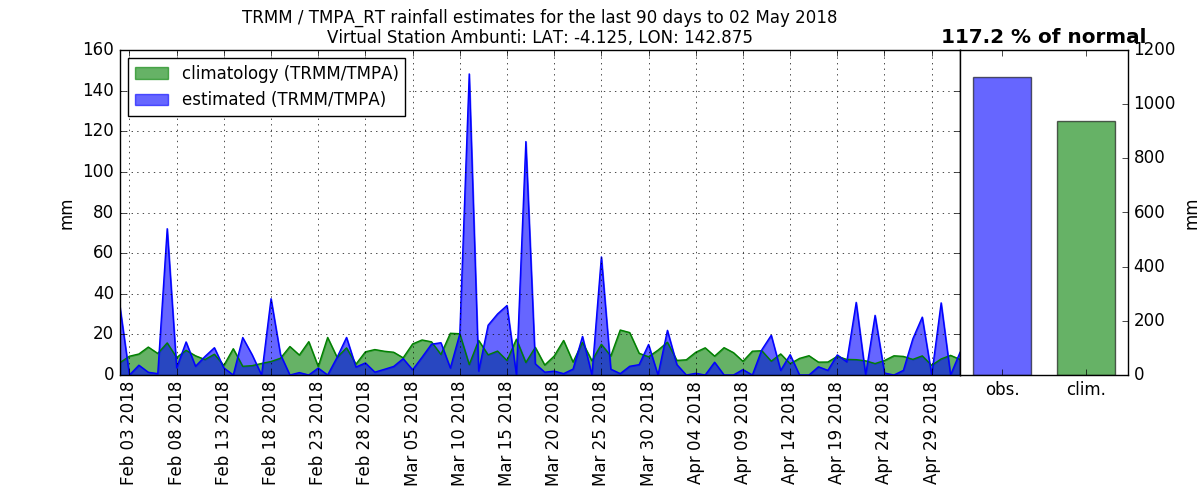 TRMM / TMPA_RT rainfall estimates for the last 90 days to 02 May 2018
Virtual Station Ambunti: LAT: -4.125, LON: 142.875
117.2 % of normal
climatology (TRMM/TMPA)
estimated (TRMM/TMPA)
mm
160
140
120
100
80
60
40
20
0
Feb 03 2018
Feb 08 2018
Feb 13 2018
Feb 18 2018
Feb 23 2018
Feb 28 2018
Mar 05 2018
Mar 10 2018
Mar 15 2018
Mar 20 2018
Mar 25 2018
Mar 30 2018
Apr 04 2018
Apr 09 2018
Apr 14 2018
Apr 19 2018
Apr 24 2018
Apr 29 2018
1200
1000
800
600
400
200
0
mm
obs.
clim.